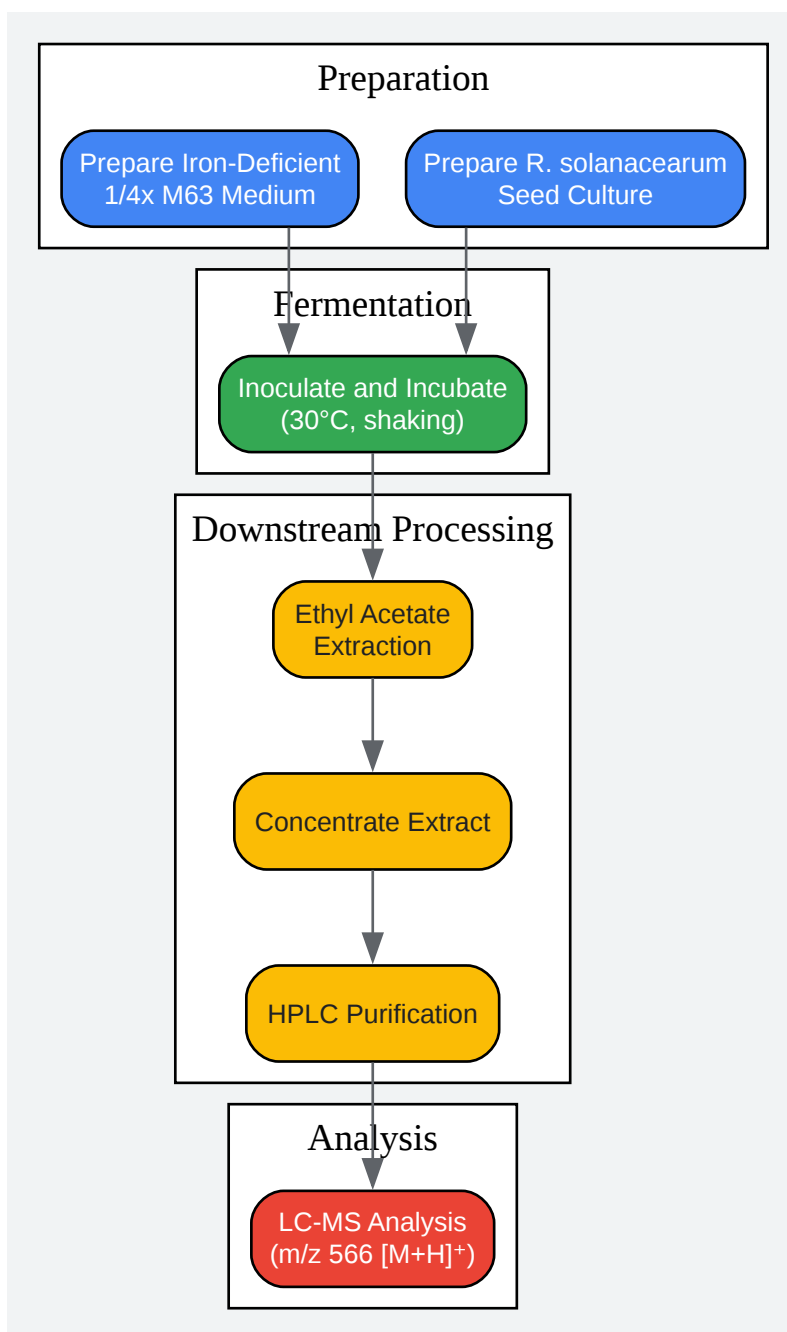 Preparation
Prepare Iron-Deficient
1/4x M63 Medium
Prepare R. solanacearum
Seed Culture
Fermentation
Inoculate and Incubate
(30°C, shaking)
Downstream Processing
Ethyl Acetate
Extraction
Concentrate Extract
HPLC Purification
Analysis
LC-MS Analysis
(m/z 566 [M+H]⁺)